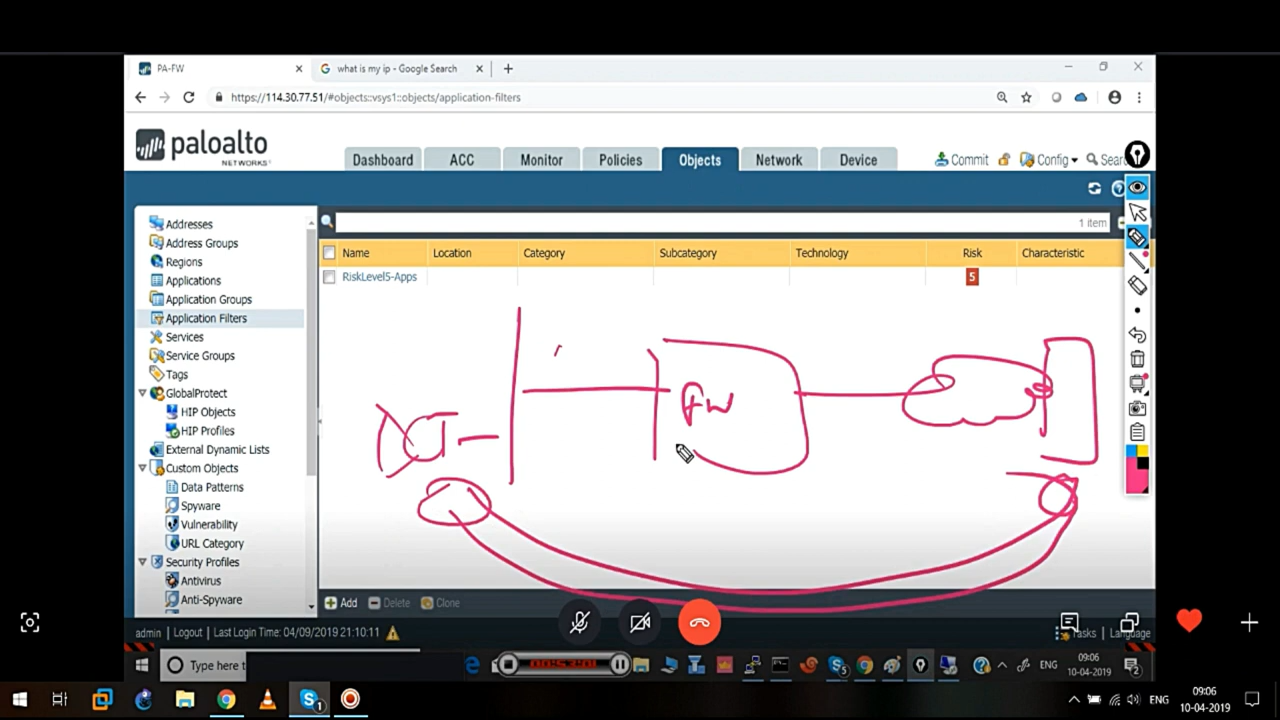 PA-FW
what is my ip - Google Search
https://114.30.77.51/#objects::vsys1::objects/application-filters
paloalto
NETWORKS
Dashboard ACC Monitor Policies Objects Network Device
Commit Config Sear
1 item
Name Location Category Subcategory Technology Risk Characteristic
RiskLevel5-Apps 5
Addresses
Address Groups
Regions
Applications
Application Groups
Application Filters
Services
Service Groups
Tags
GlobalProtect
HIP Objects
HIP Profiles
External Dynamic Lists
Custom Objects
Data Patterns
Spyware
Vulnerability
URL Category
Security Profiles
Antivirus
Anti-Spyware
FW
Add Delete Clone
admin | Logout | Last Login Time: 04/09/2019 21:10:11
Tasks | Language
Type here t
00:53:01
ENG
09:06
10-04-2019
2
ENG
09:06
10-04-2019